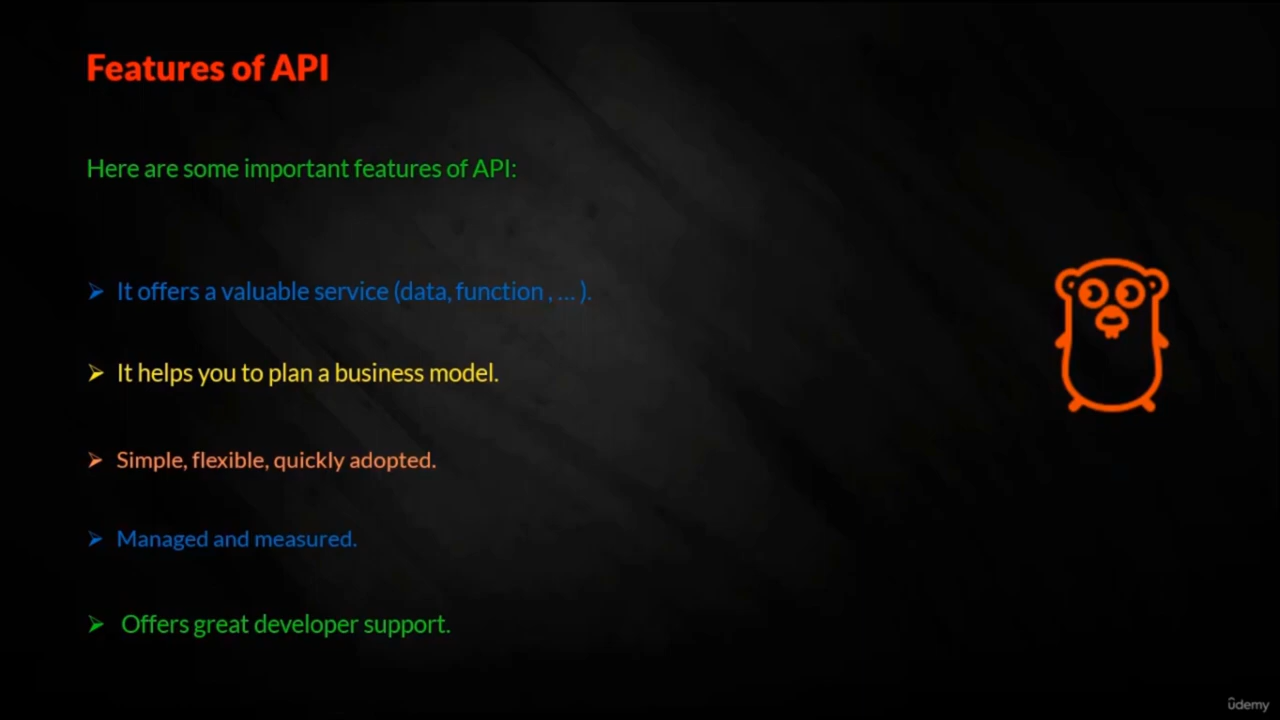 Features of API
Here are some important features of API:
➢ It offers a valuable service (data, function , … ).
➢ It helps you to plan a business model.
➢ Simple, flexible, quickly adopted.
➢ Managed and measured.
➢ Offers great developer support.
ûdemy